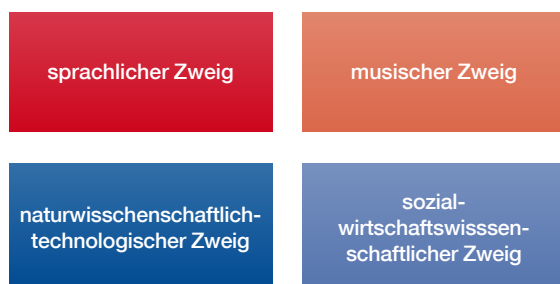 sprachlicher Zweig
musischer Zweig
naturwisschenschaftlich-
technologischer Zweig
sozial-
wirtschaftswisssen-
schaftlicher Zweig